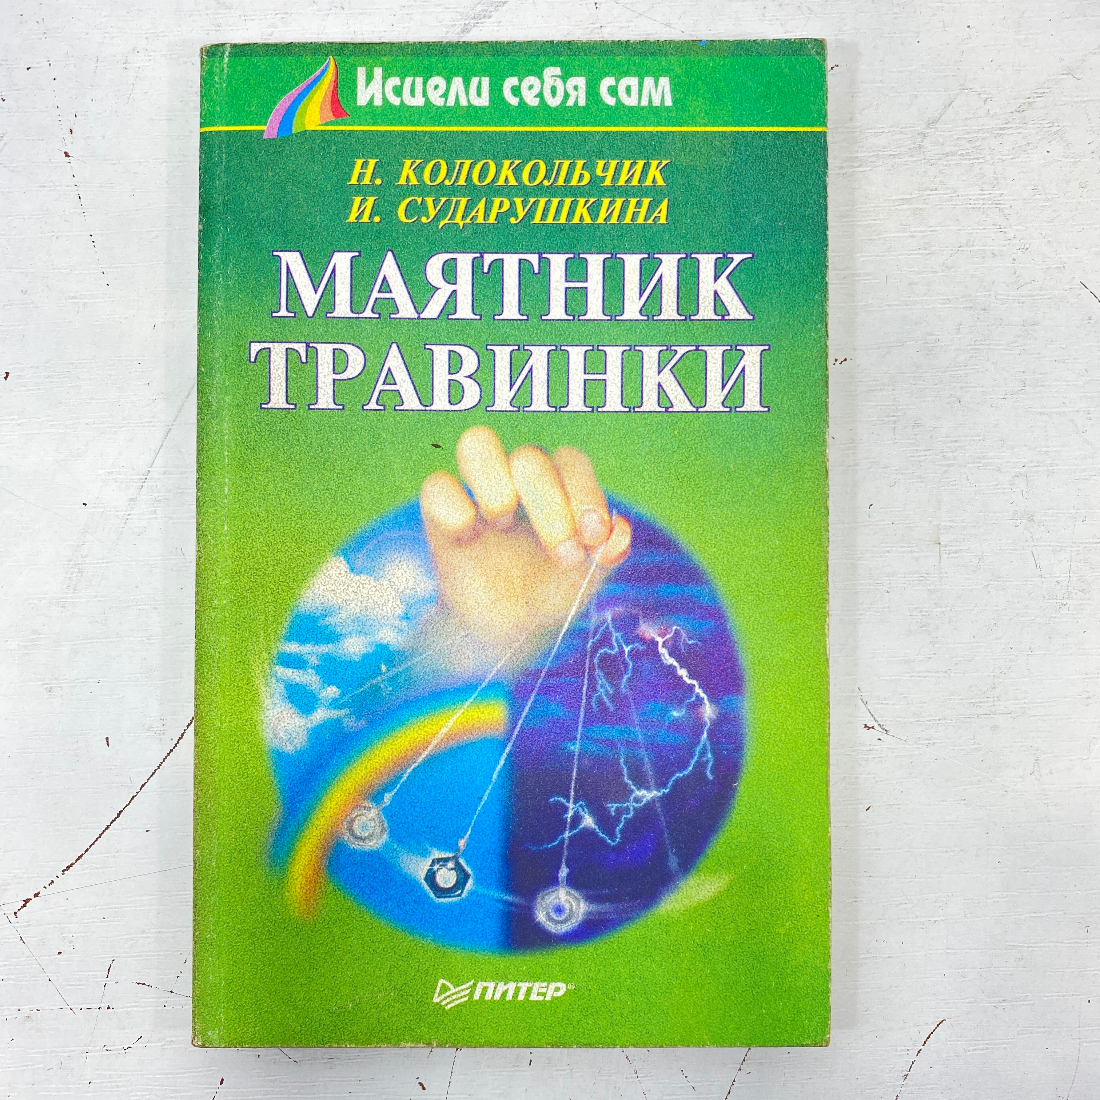 Исцели себя сам
Н. КОЛОКОЛЬЧИК
И. СУДАРУШКИНА
МАЯТНИК
ТРАВИНКИ
ПИТЕР®